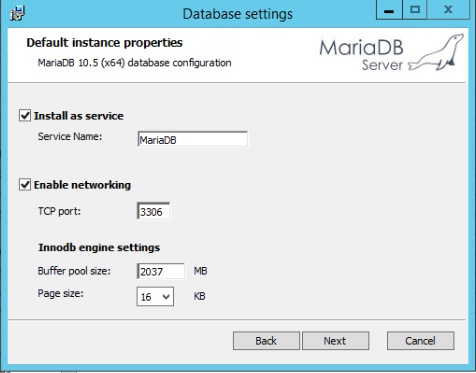 Database settings
Default instance properties
MariaDB 10.5 (x64) database configuration
MariaDB
Server
Install as service
Service Name: MariaDB
Enable networking
TCP port: 3306
Innodb engine settings
Buffer pool size: 2037 MB
Page size: 16 KB
Back Next Cancel